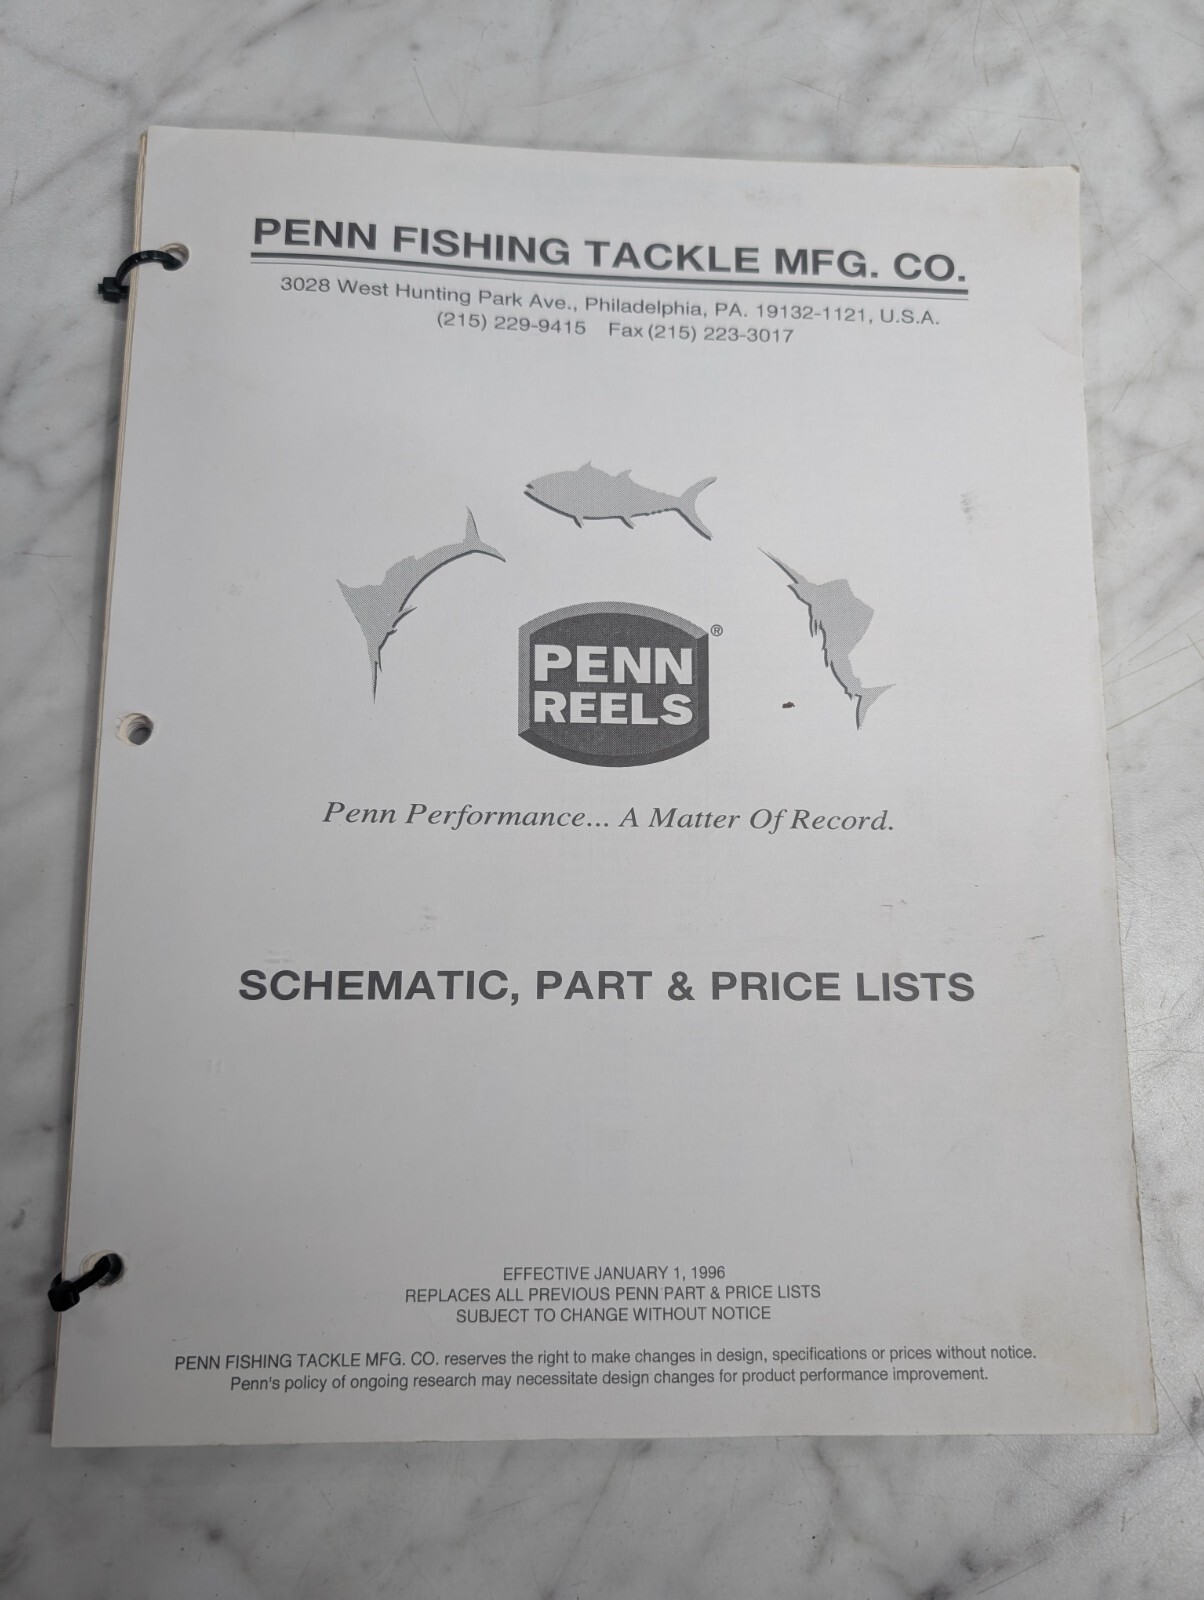 PENN FISHING TACKLE MFG. CO.
3028 West Hunting Park Ave., Philadelphia, PA. 19132-1121, U.S.A.
(215) 229-9415 Fax (215) 223-3017
PENN
REELS
®
Penn Performance... A Matter Of Record.
SCHEMATIC, PART & PRICE LISTS
EFFECTIVE JANUARY 1, 1996
REPLACES ALL PREVIOUS PENN PART & PRICE LISTS
SUBJECT TO CHANGE WITHOUT NOTICE
PENN FISHING TACKLE MFG. CO. reserves the right to make changes in design, specifications or prices without notice.
Penn's policy of ongoing research may necessitate design changes for product performance improvement.